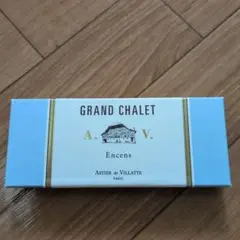 GRAND CHALET
A. V.
Encens
ASTIER de VILLATTE
PARIS